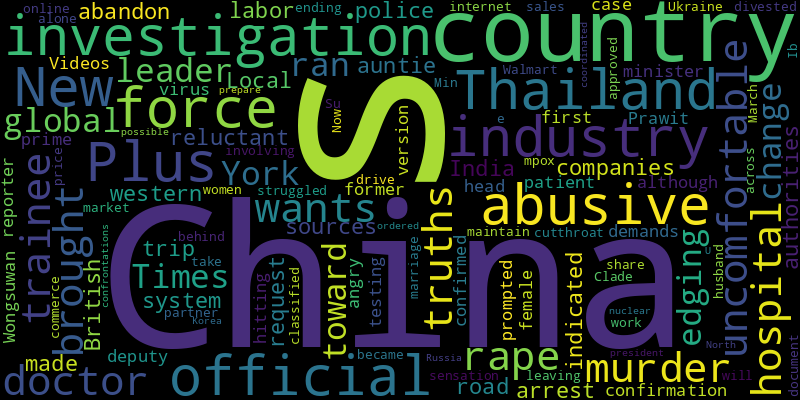 online
abandon
labor
ending
police
internet
sales
case
Ukraine
divested
alone
investigation
country
Ib
Videos
leader
ran
auntie
coordinated
approved
New
virus
Local
prepare
Walmart
minister
Thailand
uncomfortable
force
S
Su
Min
March
global
possible
Now
version
e
first
Prawit
change
prime
reluctant
involving
industry
price
Plus
York
India
mpox
companies
across
authorities
trainee
western
women
struggled
drive
former
head
patient
although
reporter
Wongsuwan
brought
market
wants
abusive
behind
sources
ordered
truths
maintain
cutthroat
demands
China
trip
take
toward
angry
testing
marriage
confirmed
prompted
female
indicated
Clade
share
edging
U
husband
hospital
confrontations
British
Times
hitting
request
classified
nuclear
work
commerce
system
partner
Korea
made
deputy
became
Russia
rape
president
North
document
doctor
official
sensation
road
leaving
murder
will
arrest
confirmation